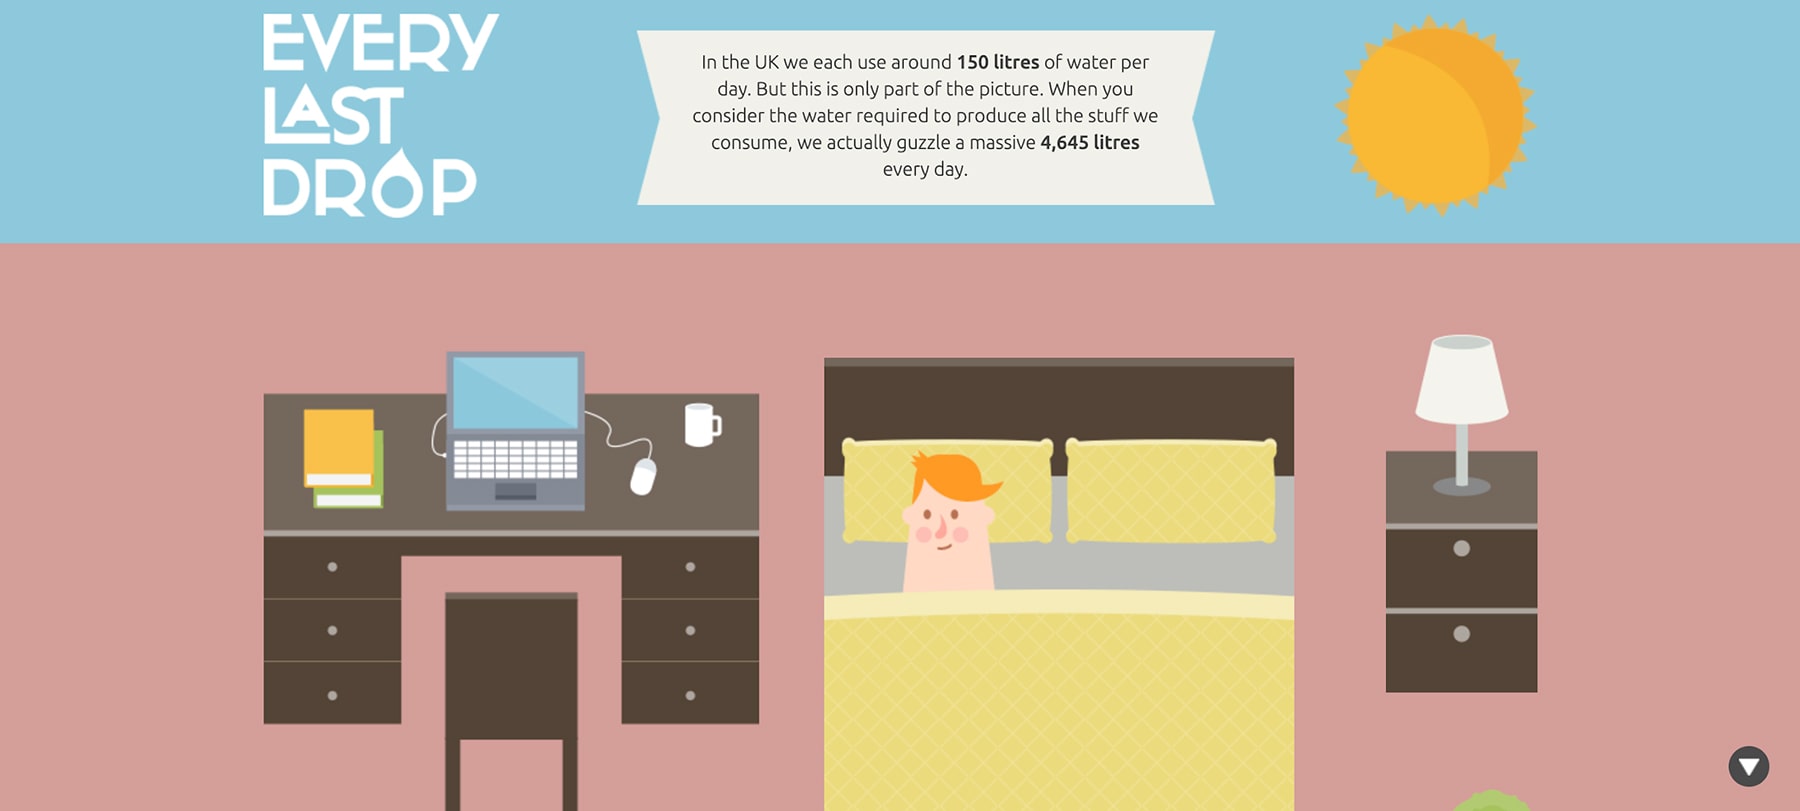 EVERY
LAST
DROP
In the UK we each use around 150 litres of water per
day. But this is only part of the picture. When you
consider the water required to produce all the stuff we
consume, we actually guzzle a massive 4,645 litres
every day.